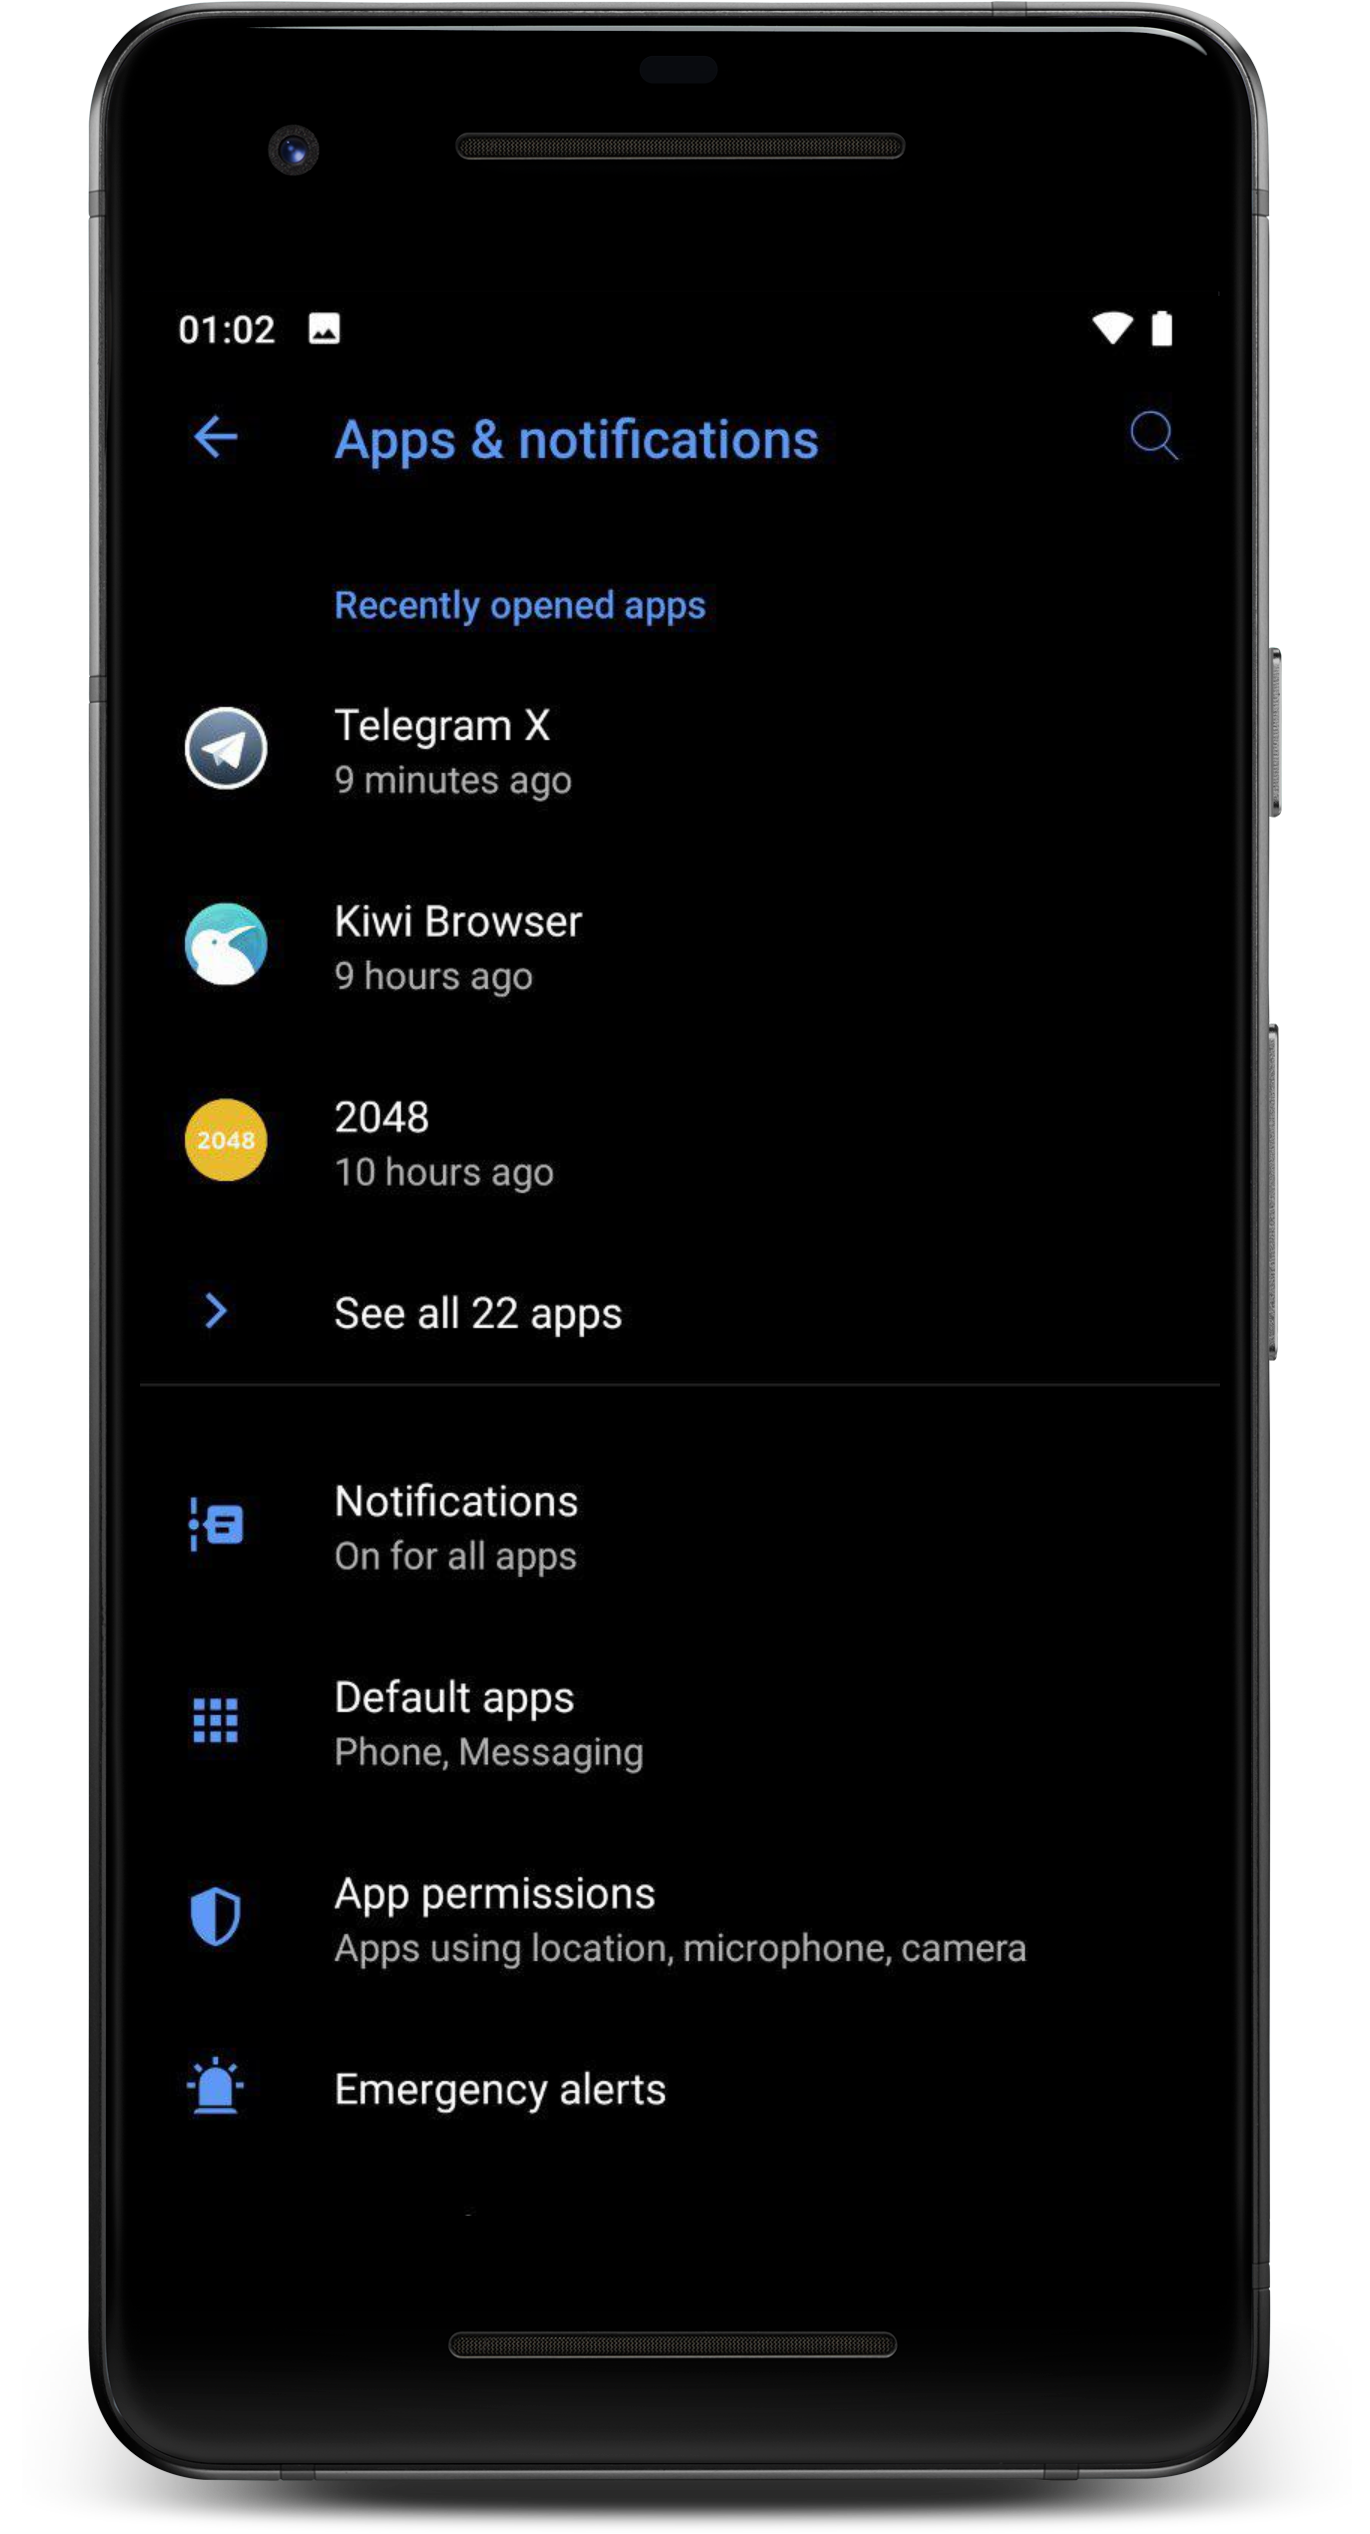 01:02
Apps & notifications
Recently opened apps
Telegram X
9 minutes ago
Kiwi Browser
9 hours ago
2048
2048
10 hours ago
See all 22 apps
Notifications
On for all apps
Default apps
Phone, Messaging
App permissions
Apps using location, microphone, camera
Emergency alerts